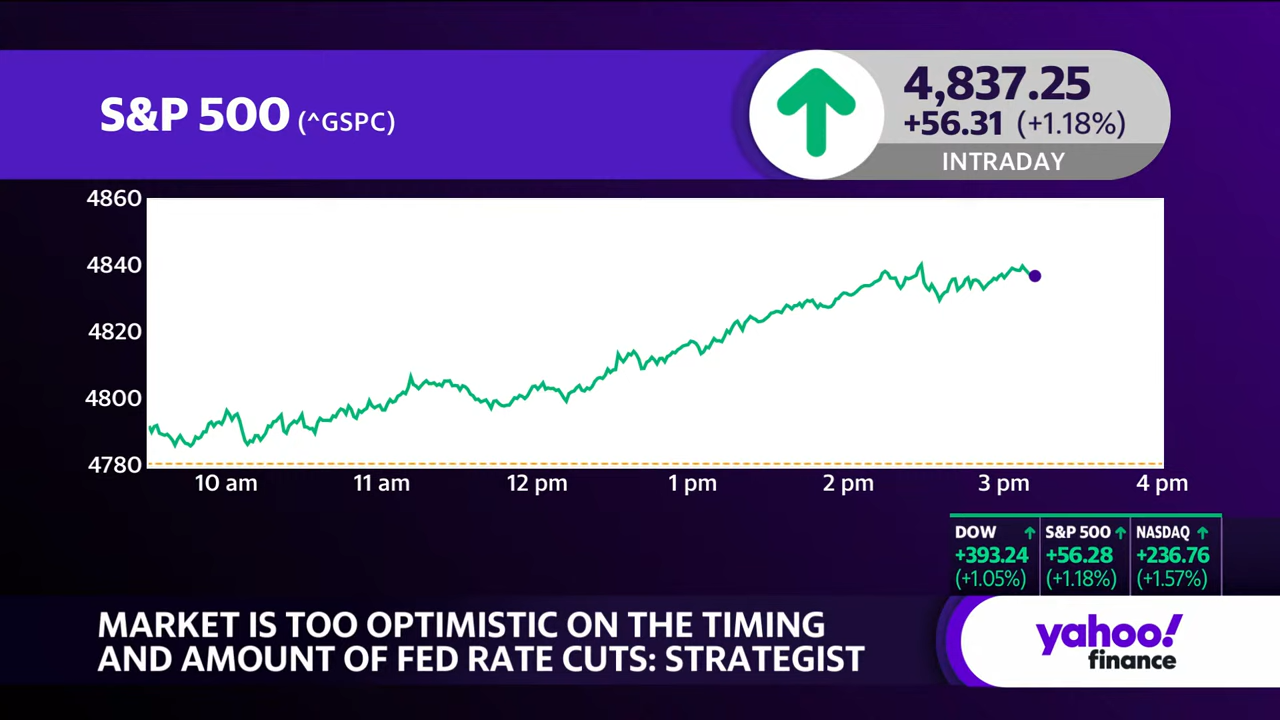 S&P 500 (^GSPC)
4,837.25
+56.31 (+1.18%)
INTRADAY
4860
4840
4820
4800
4780
10 am 11 am 12 pm 1 pm 2 pm 3 pm 4 pm
DOW S&P 500 NASDAQ
+393.24 +56.28 +236.76
(+1.05%) (+1.18%) (+1.57%)
MARKET IS TOO OPTIMISTIC ON THE TIMING
AND AMOUNT OF FED RATE CUTS: STRATEGIST
yahoo!
finance